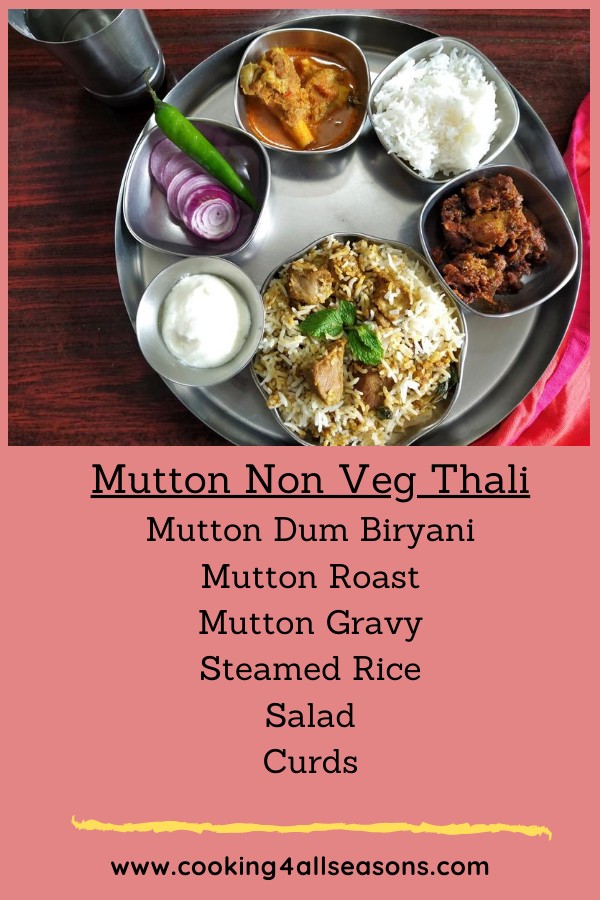 Mutton Non Veg Thali
Mutton Dum Biryani
Mutton Roast
Mutton Gravy
Steamed Rice
Salad
Curds
www.cooking4allseasons.com